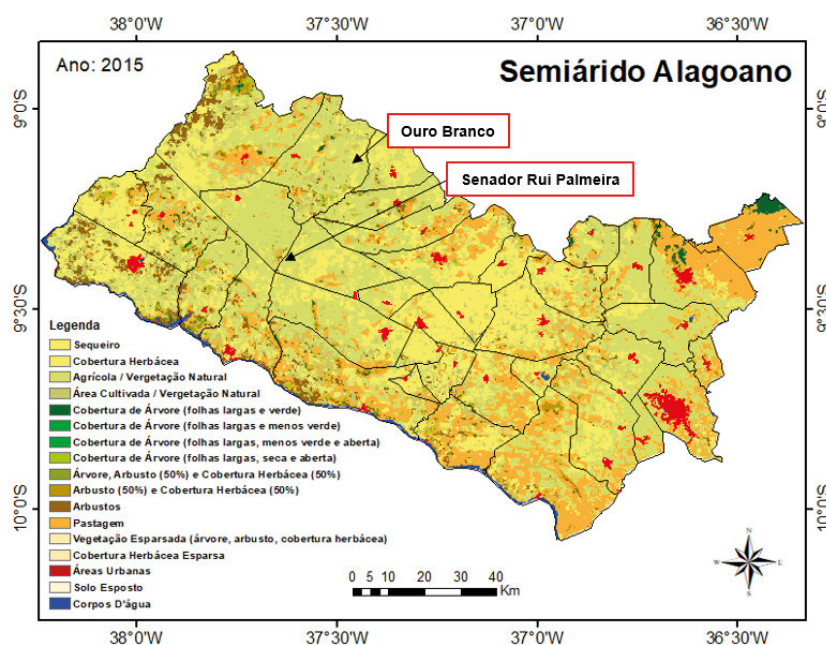 38°0'W 37°30'W 37°0'W 36°30'W
Ano: 2015
Semiárido Alagoano
9°0'S
9°0'S
Ouro Branco
Senador Rui Palmeira
9°30'S
9°30'S
Legenda
Sequeiro
Cobertura Herbácea
Agrícola / Vergetação Natural
Área Cultivada / Vergetação Natural
Cobertura de Árvore (folhas largas e verde)
Cobertura de Árvore (folhas largas e menos verde)
Cobertura de Árvore (folhas largas, menos verde e aberta)
Cobertura de Árvore (folhas largas, seca e aberta)
Árvore, Arbusto (50%) e Cobertura Herbácea (50%)
Arbusto (50%) e Cobertura Herbácea (50%)
Arbustos
Pastagem
Vegetação Esparsada (árvore, arbusto, cobertura herbácea)
Cobertura Herbácea Esparsa
Áreas Urbanas
Solo Esposto
Corpos D'água
10°0'S
10°0'S
0 5 10 20 30 40
Km
N
W E
S
38°0'W 37°30'W 37°0'W 36°30'W